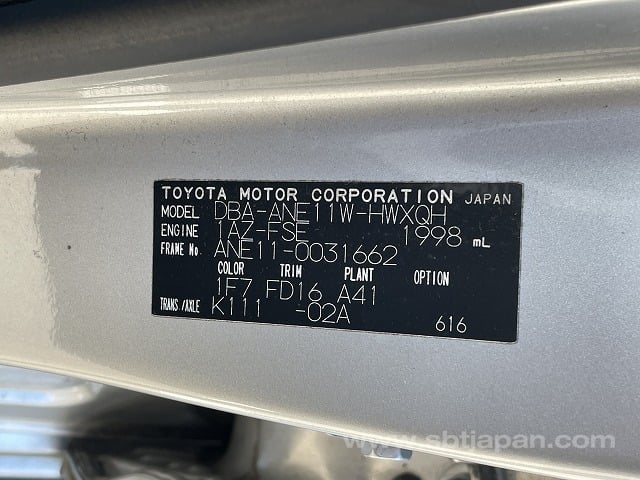 TOYOTA MOTOR CORPORATION JAPAN
MODEL DBA-ANE11W-HWXQH
ENGINE 1AZ-FSE 1998 mL
FRAME No. ANE11-0031662
COLOR TRIM PLANT OPTION
1F7 FD16 A41
TRANS/AXLE K111 -02A
616
www.sbtjapan.com